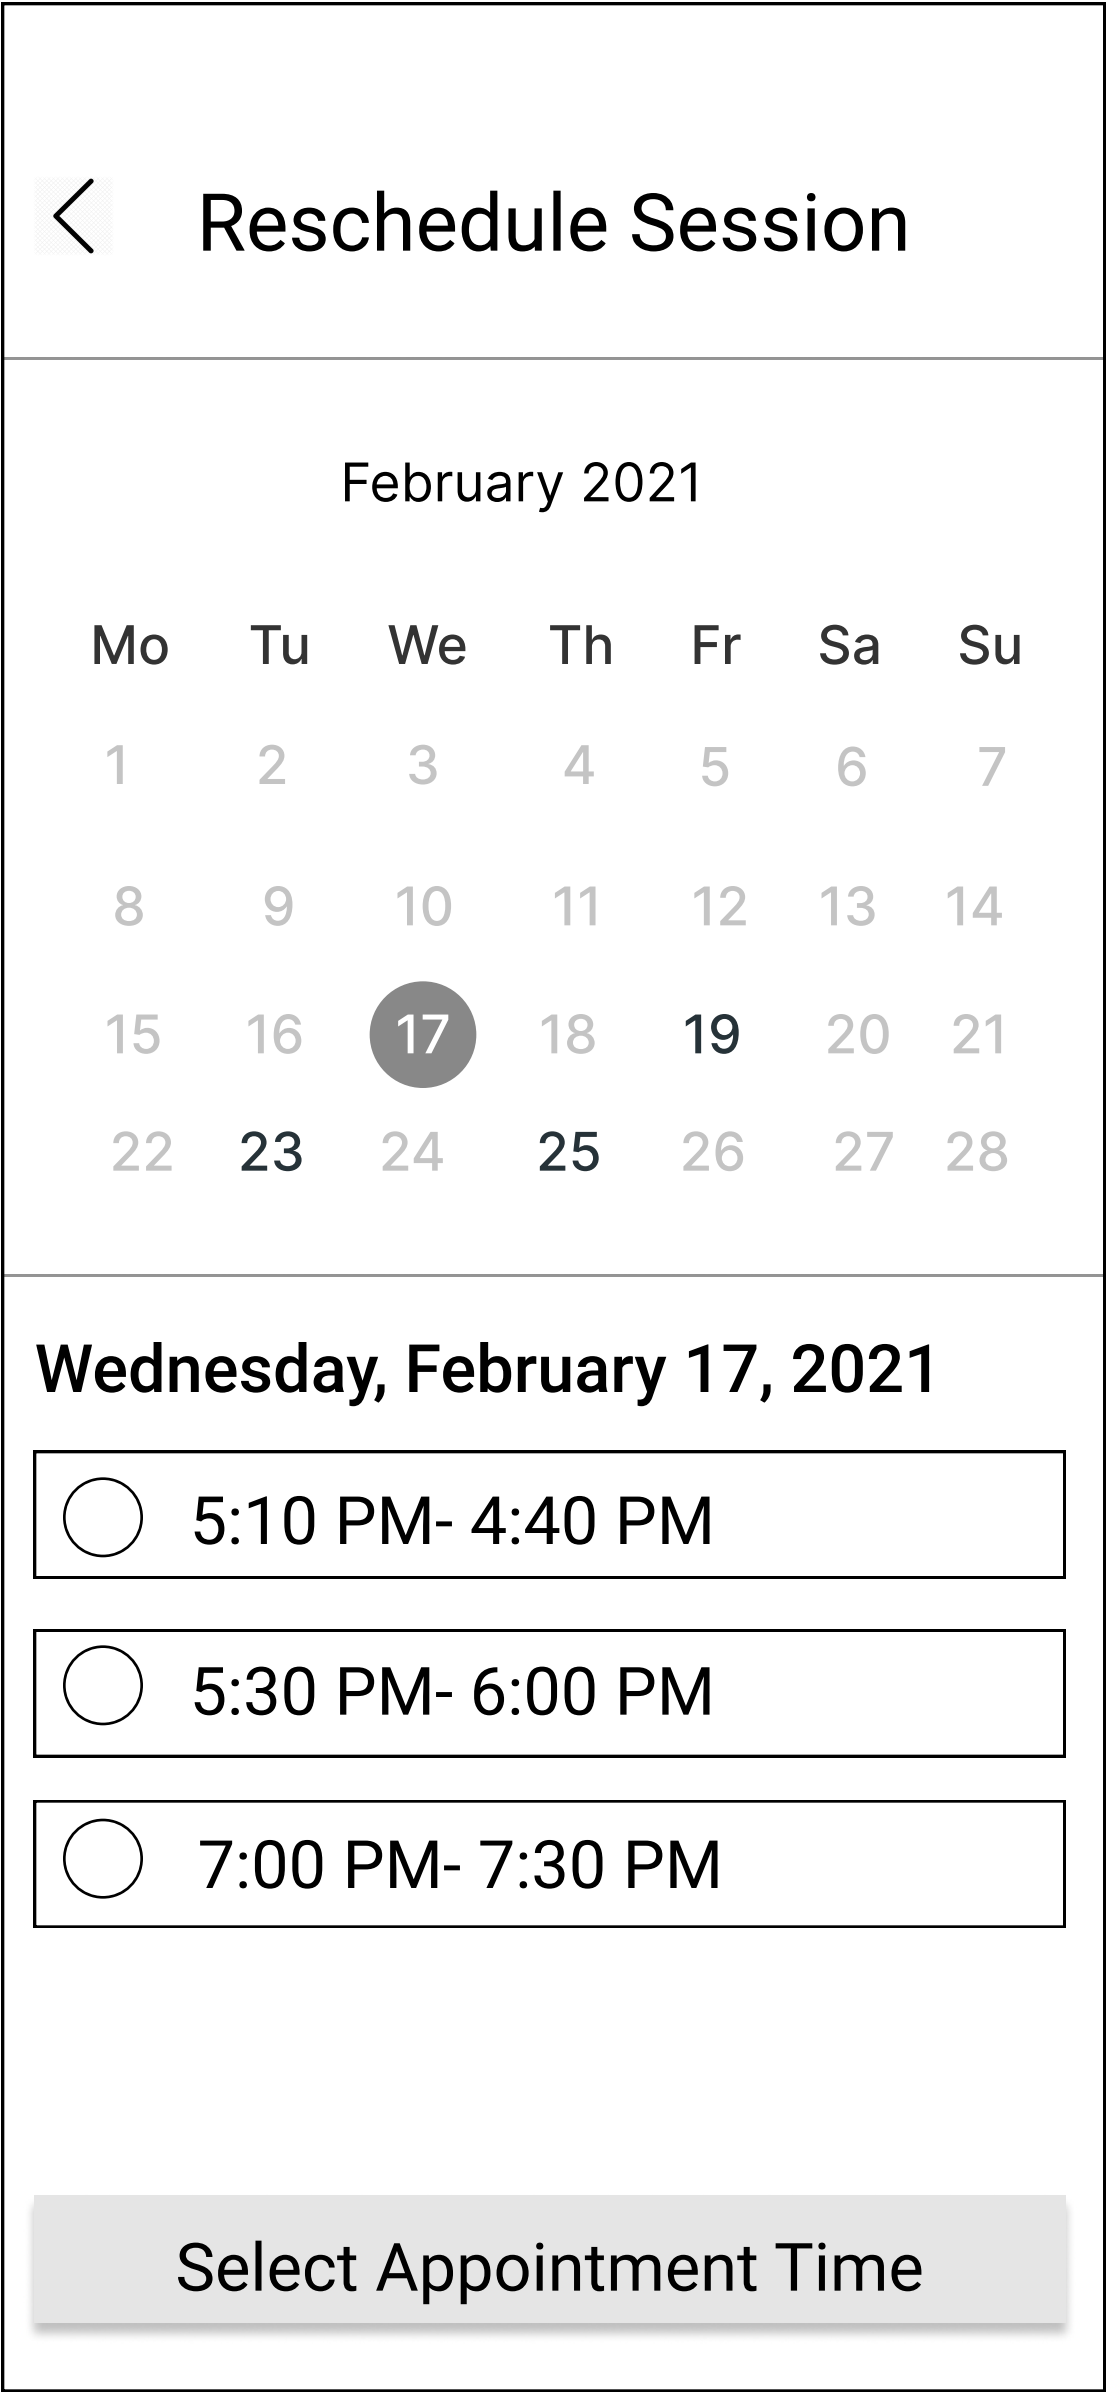 Reschedule Session
February 2021
Mo Tu We Th Fr Sa Su
1 2 3 4 5 6 7
8 9 10 11 12 13 14
15 16 17 18 19 20 21
22 23 24 25 26 27 28
Wednesday, February 17, 2021
5:10 PM- 4:40 PM
5:30 PM- 6:00 PM
7:00 PM- 7:30 PM
Select Appointment Time